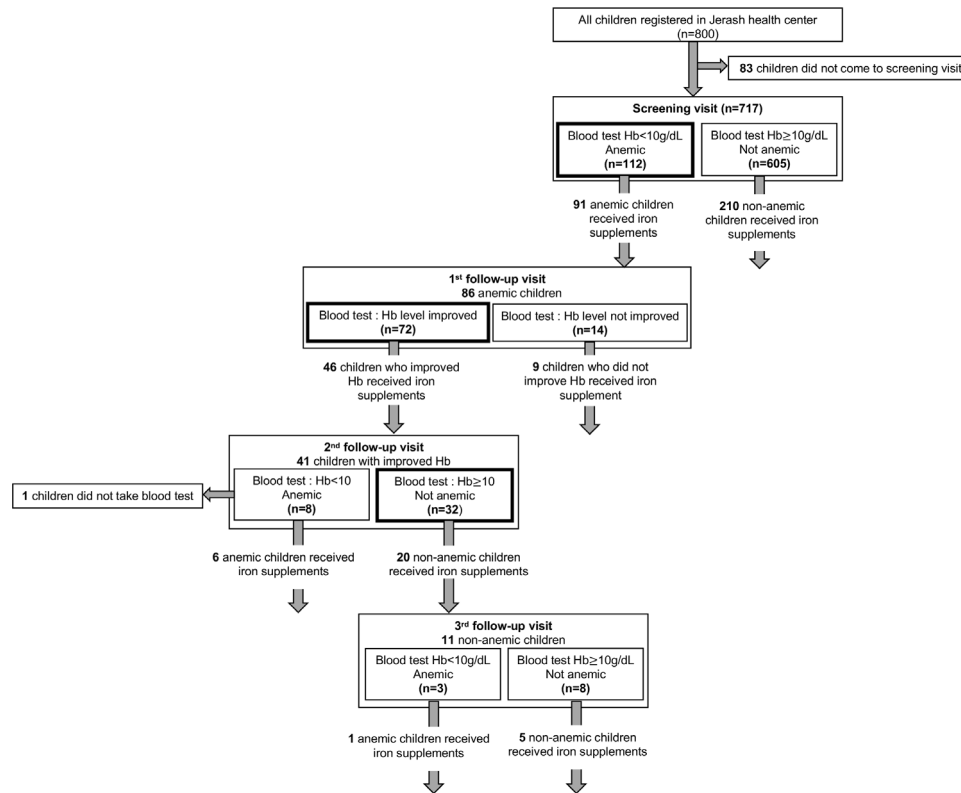 All children registered in Jerash health center
(n=800)
83 children did not come to screening visit
Screening visit (n=717)
Blood test Hb<10g/dL
Anemic
(n=112)
Blood test Hb≥10g/dL
Not anemic
(n=605)
91 anemic children
received iron
supplements
210 non-anemic
children received iron
supplements
1st follow-up visit
86 anemic children
Blood test : Hb level improved
(n=72)
Blood test : Hb level not improved
(n=14)
46 children who improved
Hb received iron
supplements
9 children who did not
improve Hb received iron
supplement
2nd follow-up visit
41 children with improved Hb
Blood test : Hb<10
Anemic
(n=8)
Blood test : Hb≥10
Not anemic
(n=32)
1 children did not take blood test
6 anemic children received
iron supplements
20 non-anemic children
received iron supplements
3rd follow-up visit
11 non-anemic children
Blood test Hb<10g/dL
Anemic
(n=3)
Blood test Hb≥10g/dL
Not anemic
(n=8)
1 anemic children received
iron supplements
5 non-anemic children
received iron supplements